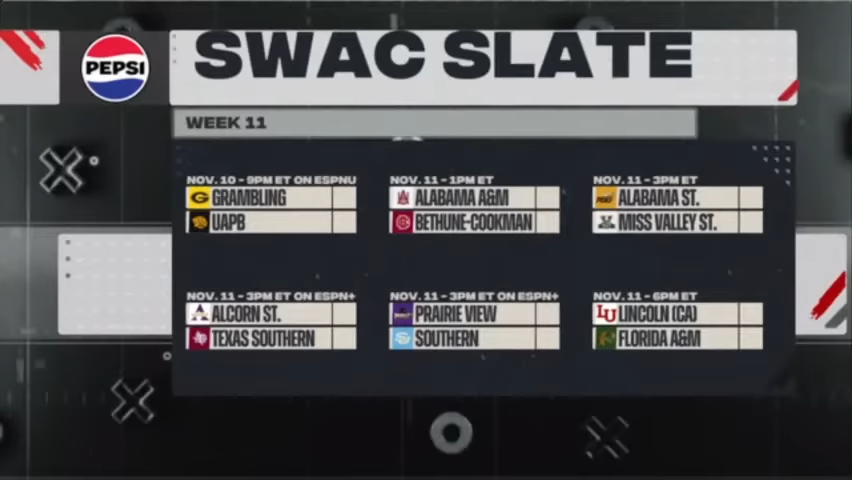 SWAC SLATE
PEPSI
WEEK 11
NOV. 10 - 9PM ET ON ESPNU
GRAMBLING
UAPB
NOV. 11 - 1PM ET
ALABAMA A&M
BETHUNE-COOKMAN
NOV. 11 - 3PM ET
ALABAMA ST.
MISS VALLEY ST.
NOV. 11 - 3PM ET ON ESPN+
ALCORN ST.
TEXAS SOUTHERN
NOV. 11 - 3PM ET ON ESPN+
PRAIRIE VIEW
SOUTHERN
NOV. 11 - 6PM ET
LU LINCOLN (CA)
FLORIDA A&M